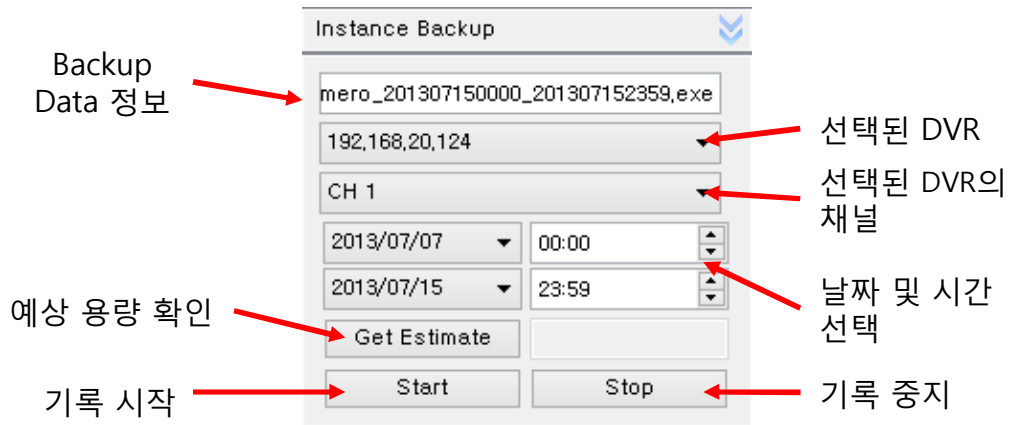 Instance Backup
Backup
Data 정보
mero_201307150000_201307152359,exe
192,168,20,124
선택된 DVR
CH 1
선택된 DVR의
채널
2013/07/07
00:00
2013/07/15
23:59
날짜 및 시간
선택
예상 용량 확인
Get Estimate
기록 시작
Start
Stop
기록 중지